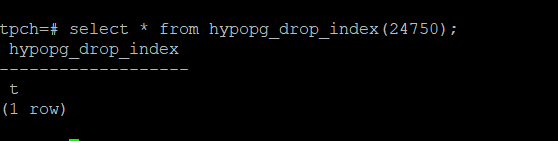 tpch=# select * from hypopg_drop_index(24750);
 hypopg_drop_index
-------------------
 t
(1 row)